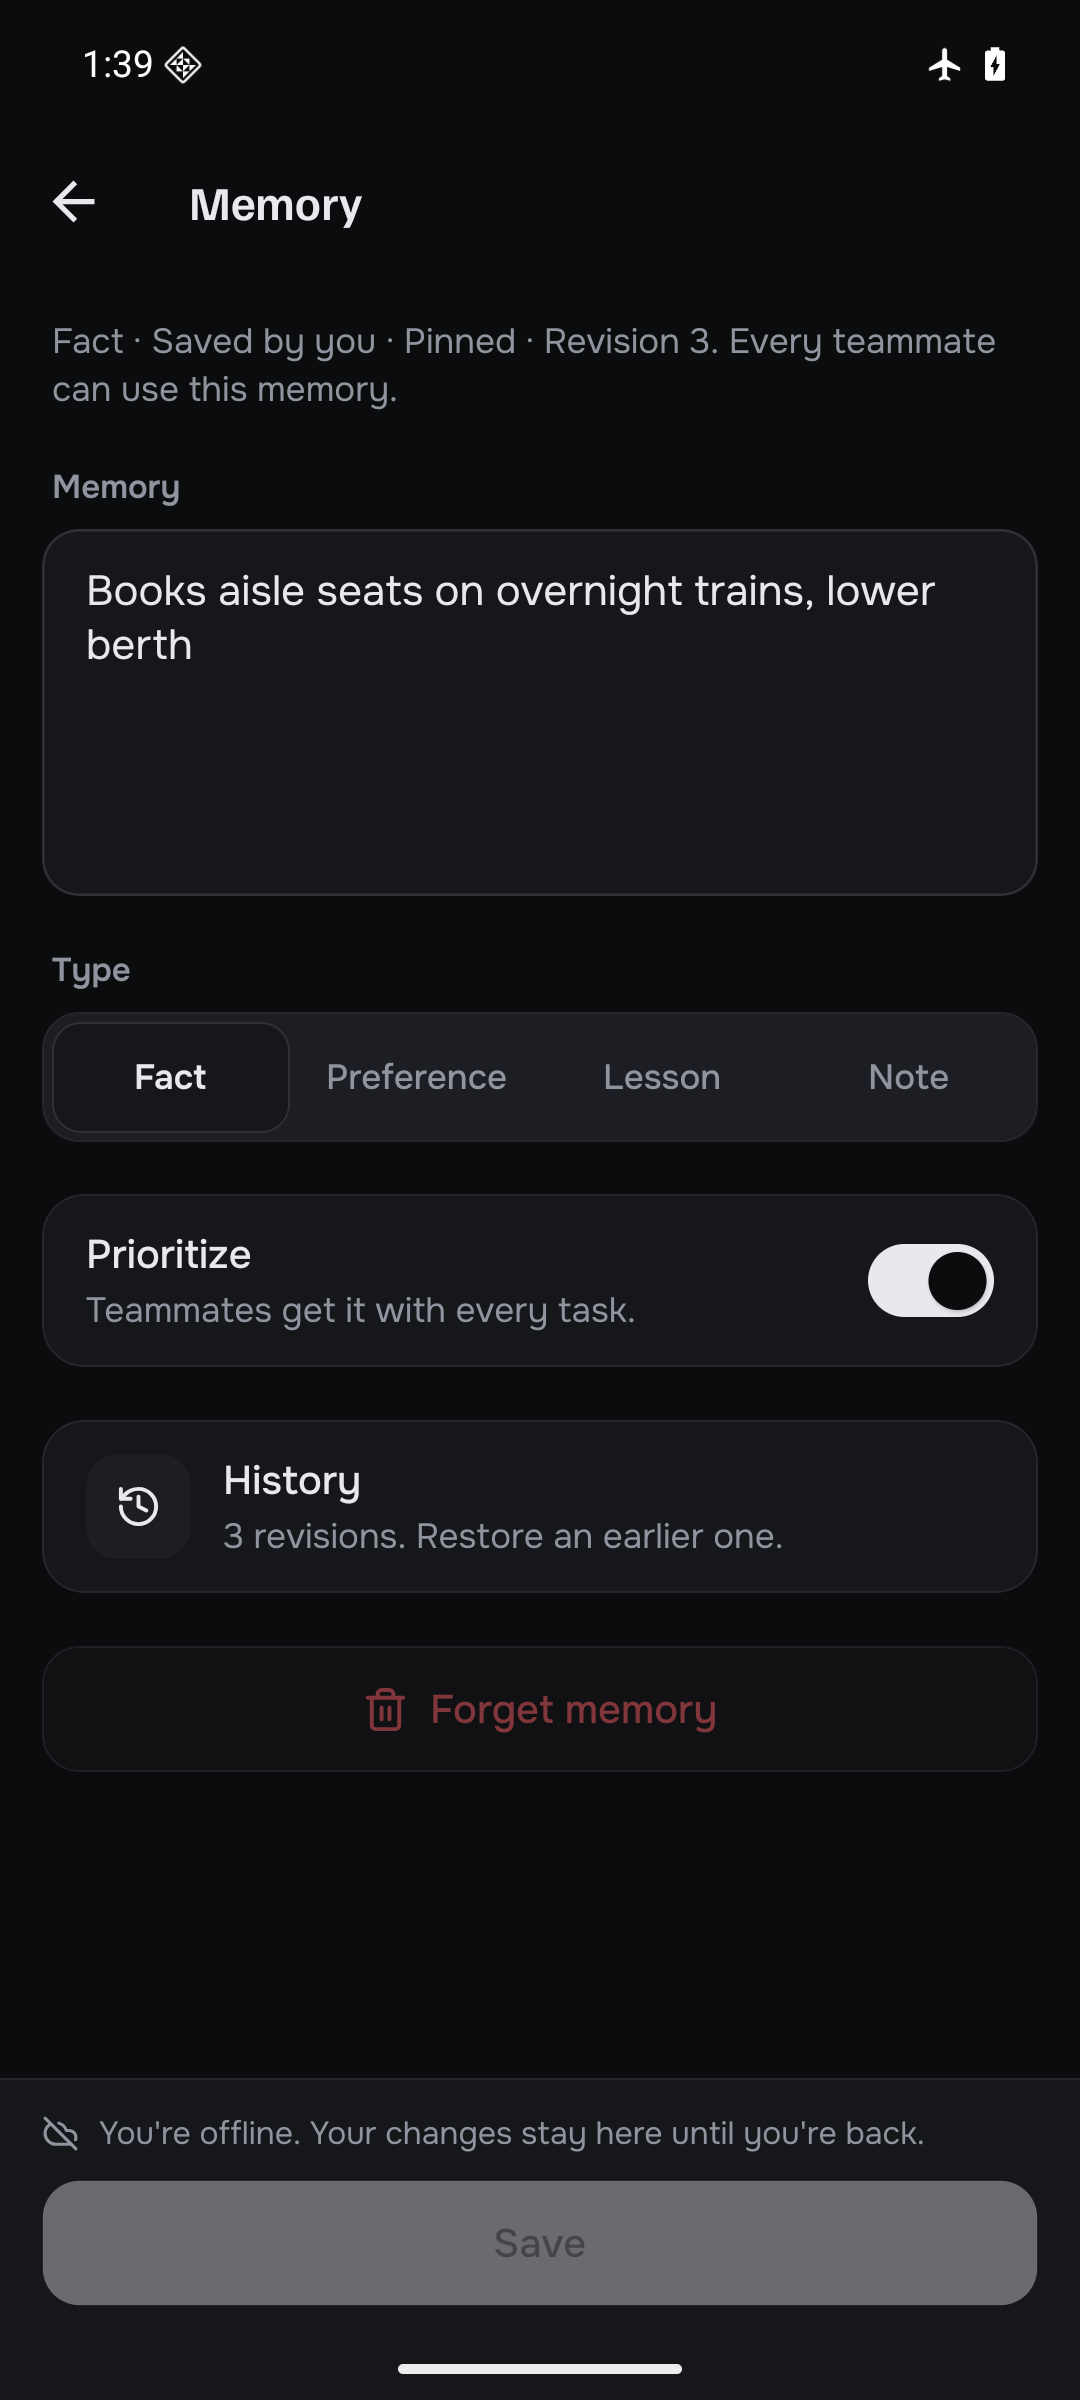 1:39
Memory
Fact · Saved by you · Pinned · Revision 3. Every teammate
can use this memory.
Memory
Books aisle seats on overnight trains, lower
berth
Type
Fact Preference Lesson Note
Prioritize
Teammates get it with every task.
History
3 revisions. Restore an earlier one.
Forget memory
You're offline. Your changes stay here until you're back.
Save